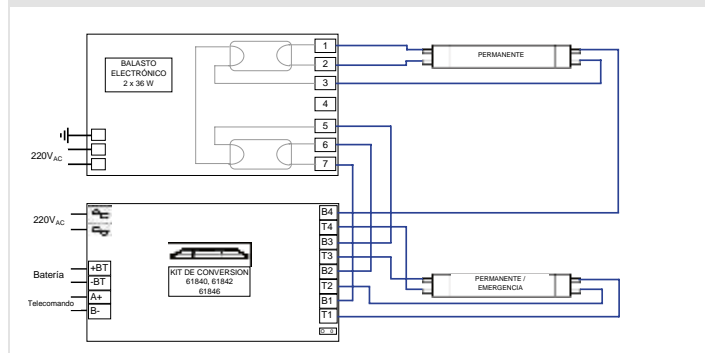 BALASTO
ELECTRÓNICO
2 x 36 W
1
2
3
4
5
6
7
220VAC
PERMANENTE
220VAC
Batería
+BT
-BT
Telecomando
A+
B-
KIT DE CONVERSION
61840, 61842
61846
B4
T4
B3
T3
B2
T2
B1
T1
PERMANENTE /
EMERGENCIA